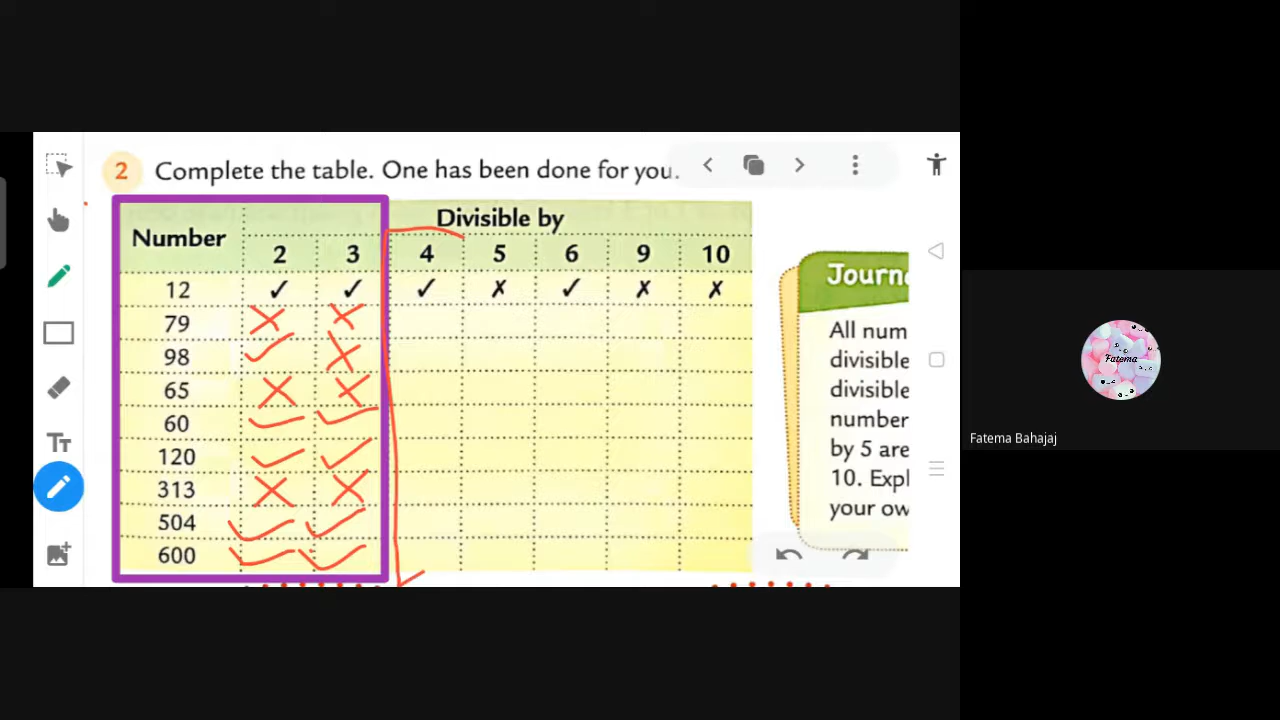 2 Complete the table. One has been done for you.
Number Divisible by
2 3 4 5 6 9 10
12 ✓ ✓ ✓ ✗ ✓ ✗ ✗
79 ✗ ✗
98 ✓ ✗
65 ✗ ✗
60 ✓ ✓
120 ✓ ✓
313 ✗ ✗
504 ✓ ✓
600 ✓ ✓
Journ
All num
divisible
divisible
number
by 5 are
10. Expl
your ow
Tт
Fatema
Fatema Bahajaj